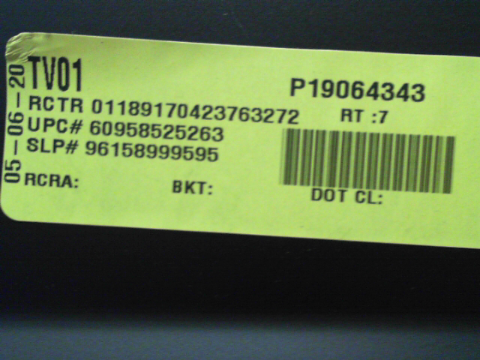 05-06-20
TV01
P19064343
RCTR 01189170423763272
RT :7
UPC# 60958525263
SLP# 96158999595
RCRA:
BKT:
DOT CL: